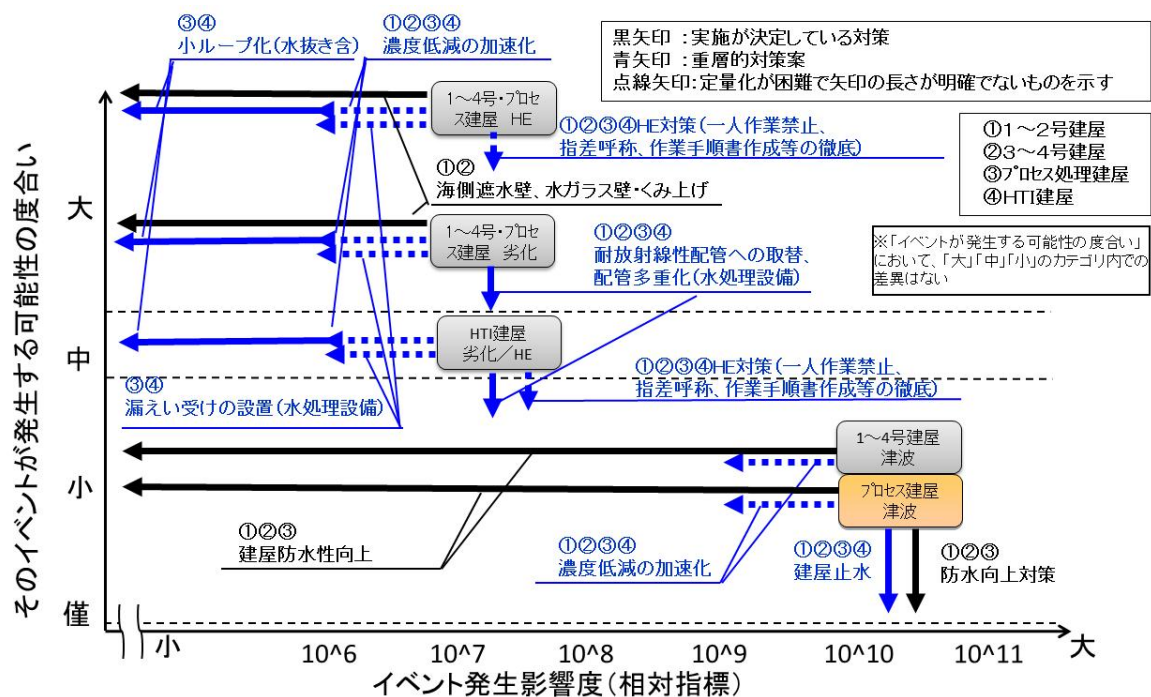 ③④
小ループ化(水抜き含)
①②③④
濃度低減の加速化
黒矢印 :実施が決定している対策
青矢印 :重層的対策案
点線矢印:定量化が困難で矢印の長さが明確でないものを示す
1～4号・プロセ
ス建屋 HE
①②③④HE対策(一人作業禁止、
指差呼称、作業手順書作成等の徹底)
①1～2号建屋
②3～4号建屋
③プロセス処理建屋
④HTI建屋
①②
海側遮水壁、水ガラス壁・くみ上げ
大
1～4号・プロセ
ス建屋 劣化
①②③④
耐放射線性配管への取替、
配管多重化(水処理設備)
※「イベントが発生する可能性の度合い」
において、「大」「中」「小」のカテゴリ内での
差異はない
そのイベントが発生する可能性の度合い
中
HTI建屋
劣化/HE
①②③④HE対策(一人作業禁止、
指差呼称、作業手順書作成等の徹底)
③④
漏えい受けの設置(水処理設備)
1～4号建屋
津波
小
プロセス建屋
津波
①②③
建屋防水性向上
①②③④
濃度低減の加速化
①②③④
建屋止水
①②③
防水向上対策
僅
小
10^6
10^7
10^8
10^9
10^10
10^11
大
イベント発生影響度(相対指標)